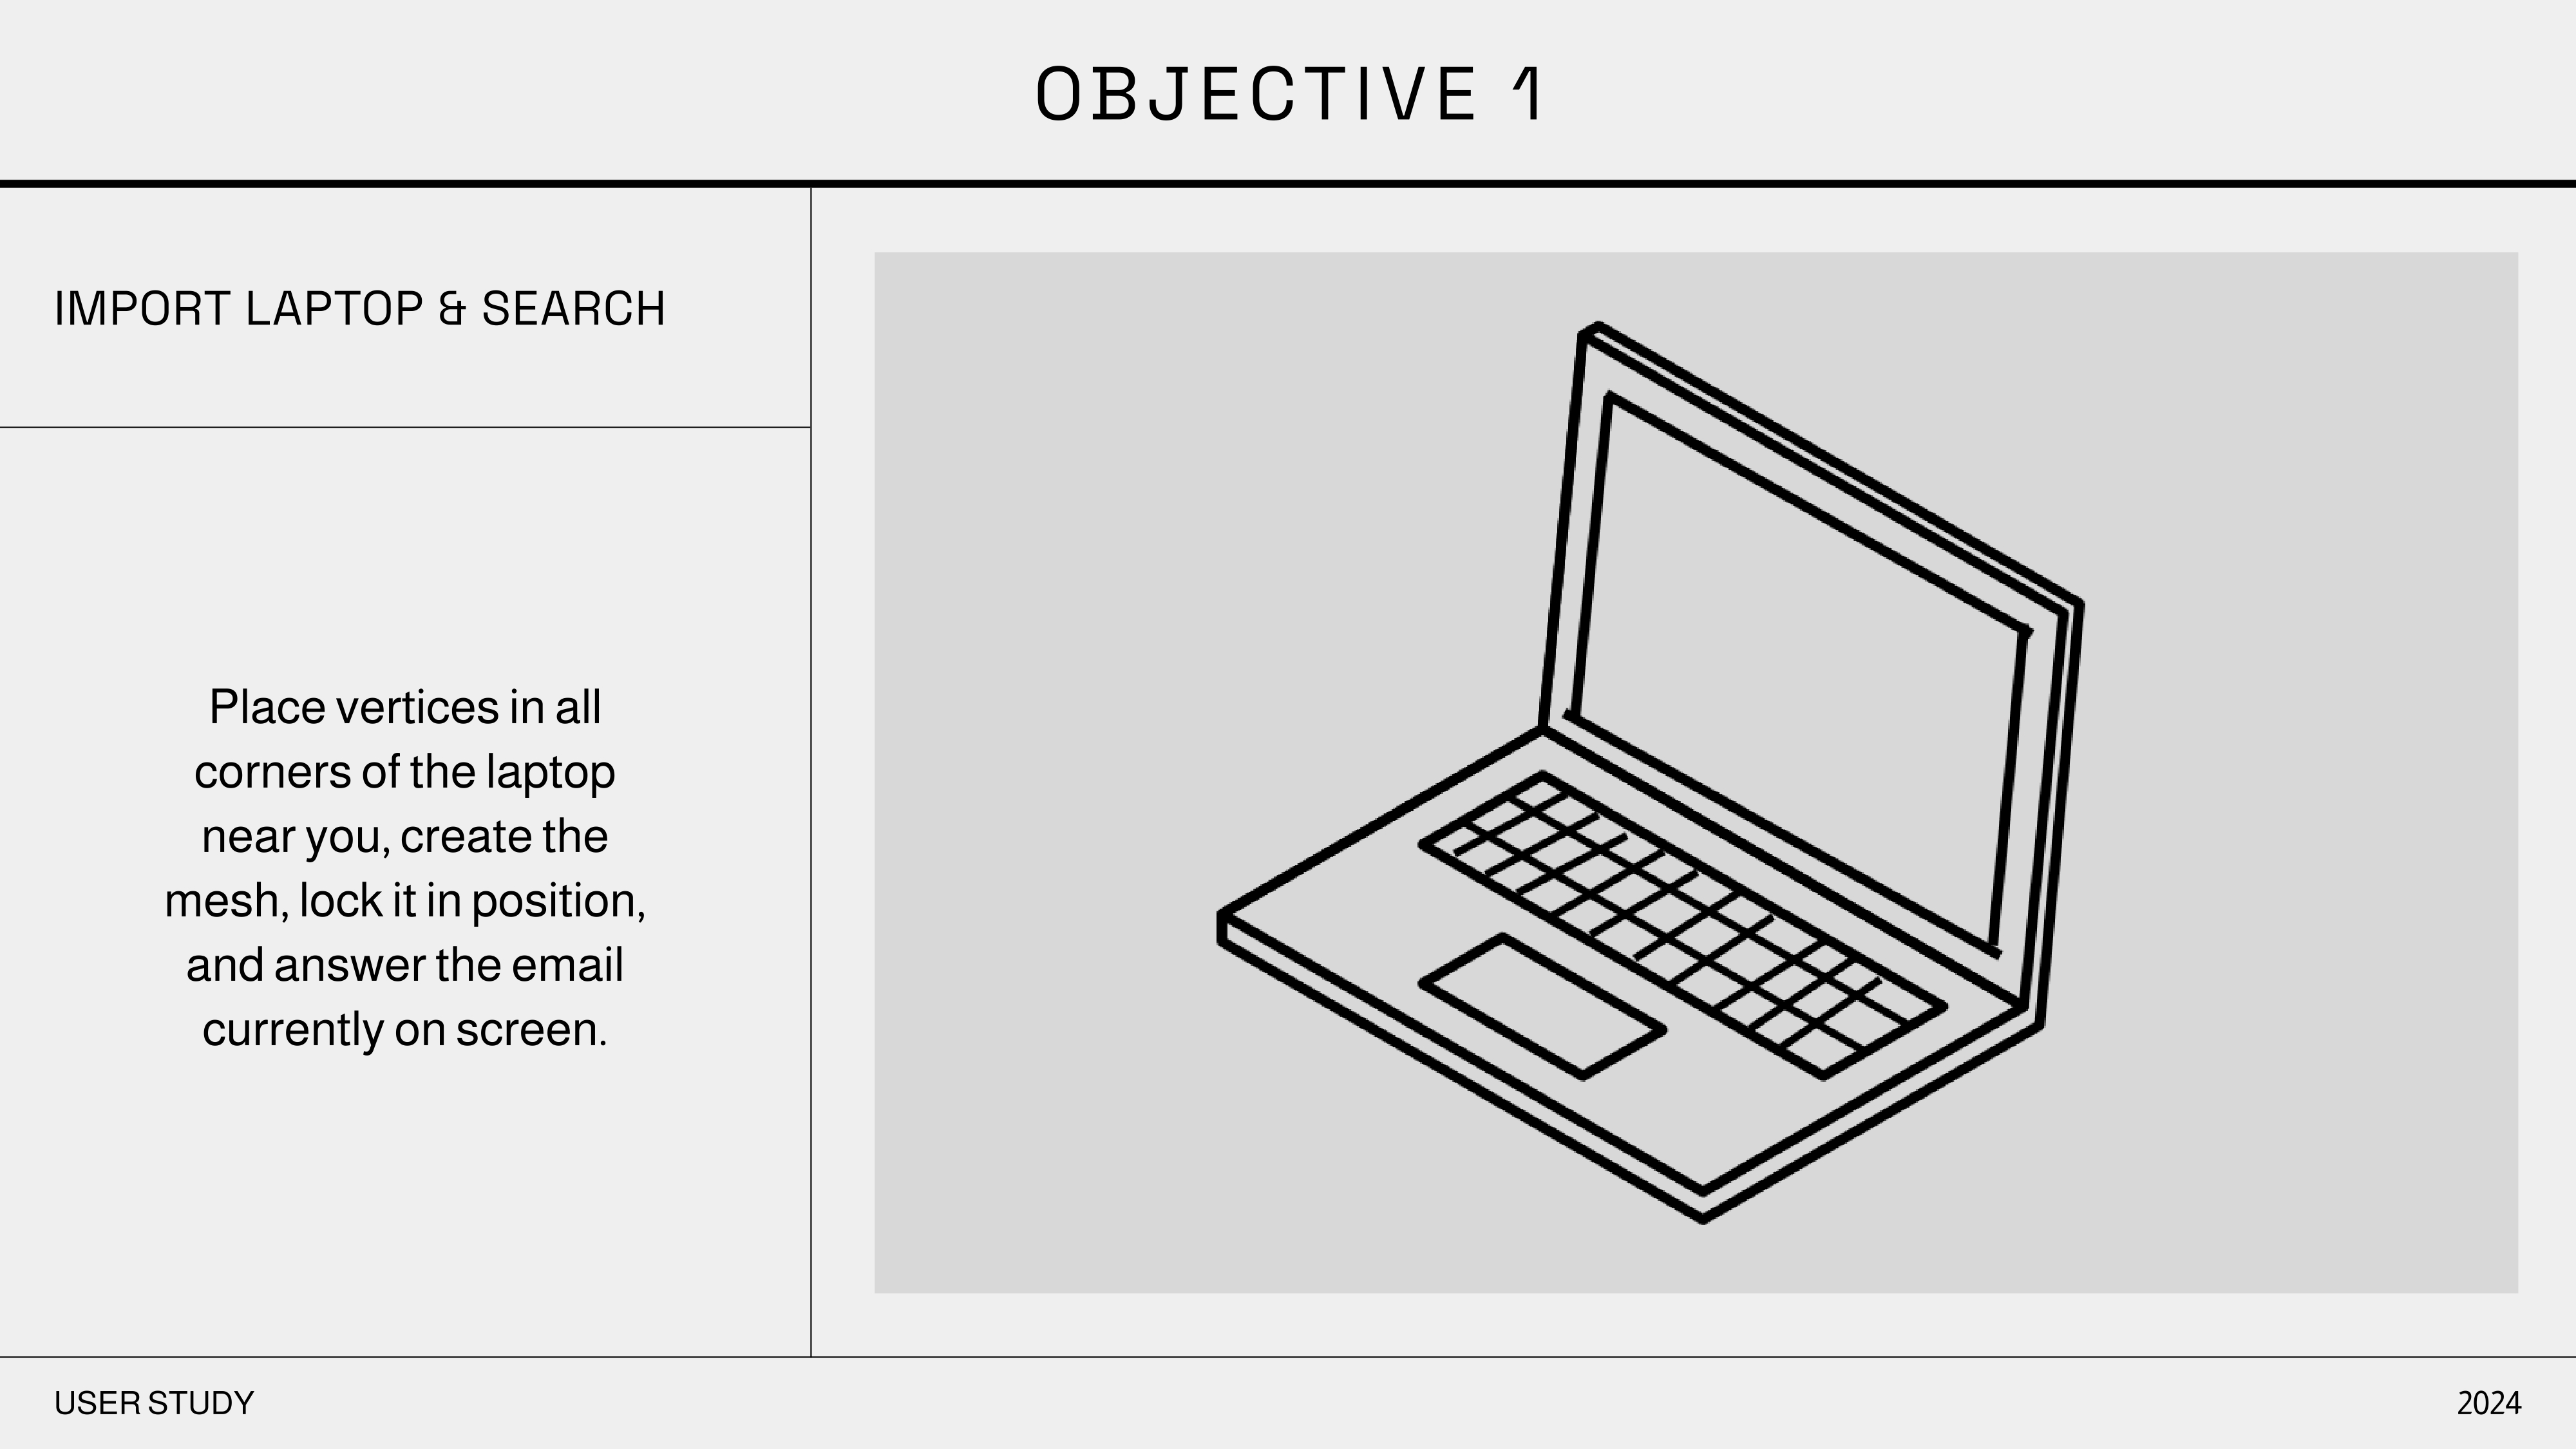 OBJECTIVE 1
IMPORT LAPTOP & SEARCH
Place vertices in all
corners of the laptop
near you, create the
mesh, lock it in position,
and answer the email
currently on screen.
USER STUDY
2024